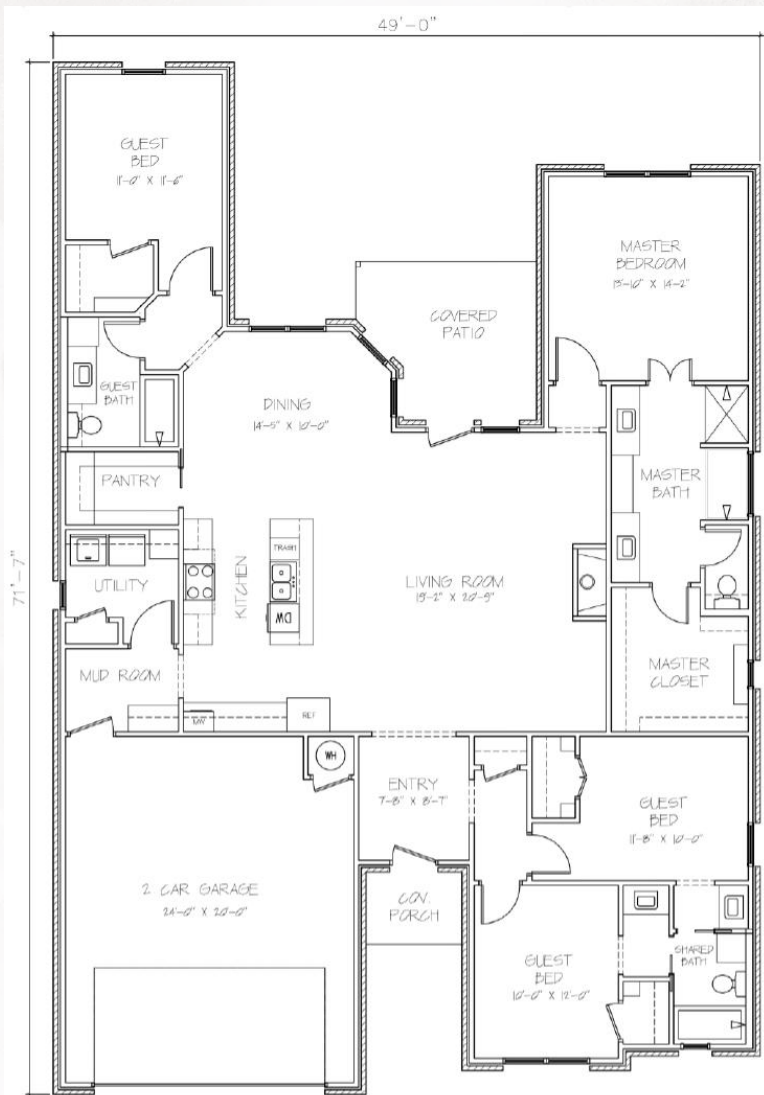 49'-0"
71'-7"
GUEST
BED
11'-0" X 11'-6"
MASTER
BEDROOM
13'-10" X 14'-2"
COVERED
PATIO
GUEST
BATH
DINING
14'-5" X 10'-0"
PANTRY
MASTER
BATH
UTILITY
KITCHEN
TRASH
DW
LIVING ROOM
19'-2" X 20'-9"
MUD ROOM
MASTER
CLOSET
MW
REF
WH
ENTRY
7'-8" X 8'-7"
GUEST
BED
11'-8" X 10'-0"
2 CAR GARAGE
24'-0" X 20'-0"
COV.
PORCH
GUEST
BED
10'-0" X 12'-0"
SHARED
BATH